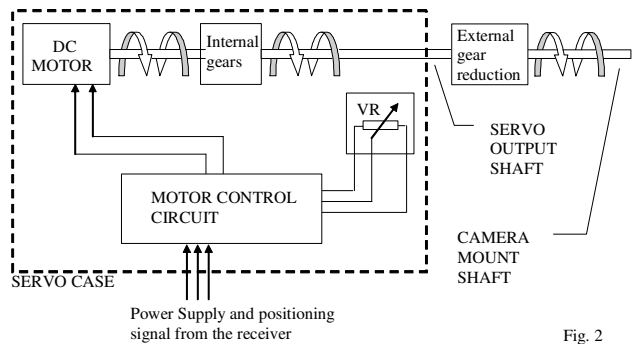 DC
MOTOR
Internal
gears
External
gear
reduction
VR
SERVO
OUTPUT
SHAFT
MOTOR CONTROL
CIRCUIT
CAMERA
MOUNT
SHAFT
SERVO CASE
Power Supply and positioning
signal from the receiver
Fig. 2